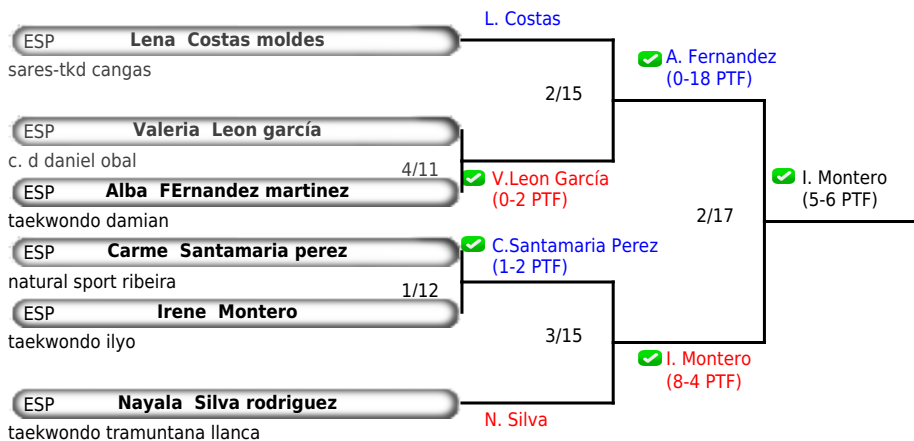 L. Costas
ESP Lena Costas moldes
sares-tkd cangas
A. Fernandez
(0-18 PTF)
2/15
ESP Valeria Leon garcía
c. d daniel obal
4/11
V.Leon García
(0-2 PTF)
ESP Alba FErnandez martinez
taekwondo damian
I. Montero
(5-6 PTF)
2/17
ESP Carme Santamaria perez
natural sport ribeira
C.Santamaria Perez
(1-2 PTF)
1/12
ESP Irene Montero
taekwondo ilyo
3/15
I. Montero
(8-4 PTF)
ESP Nayala Silva rodriguez
taekwondo tramuntana llanca
N. Silva